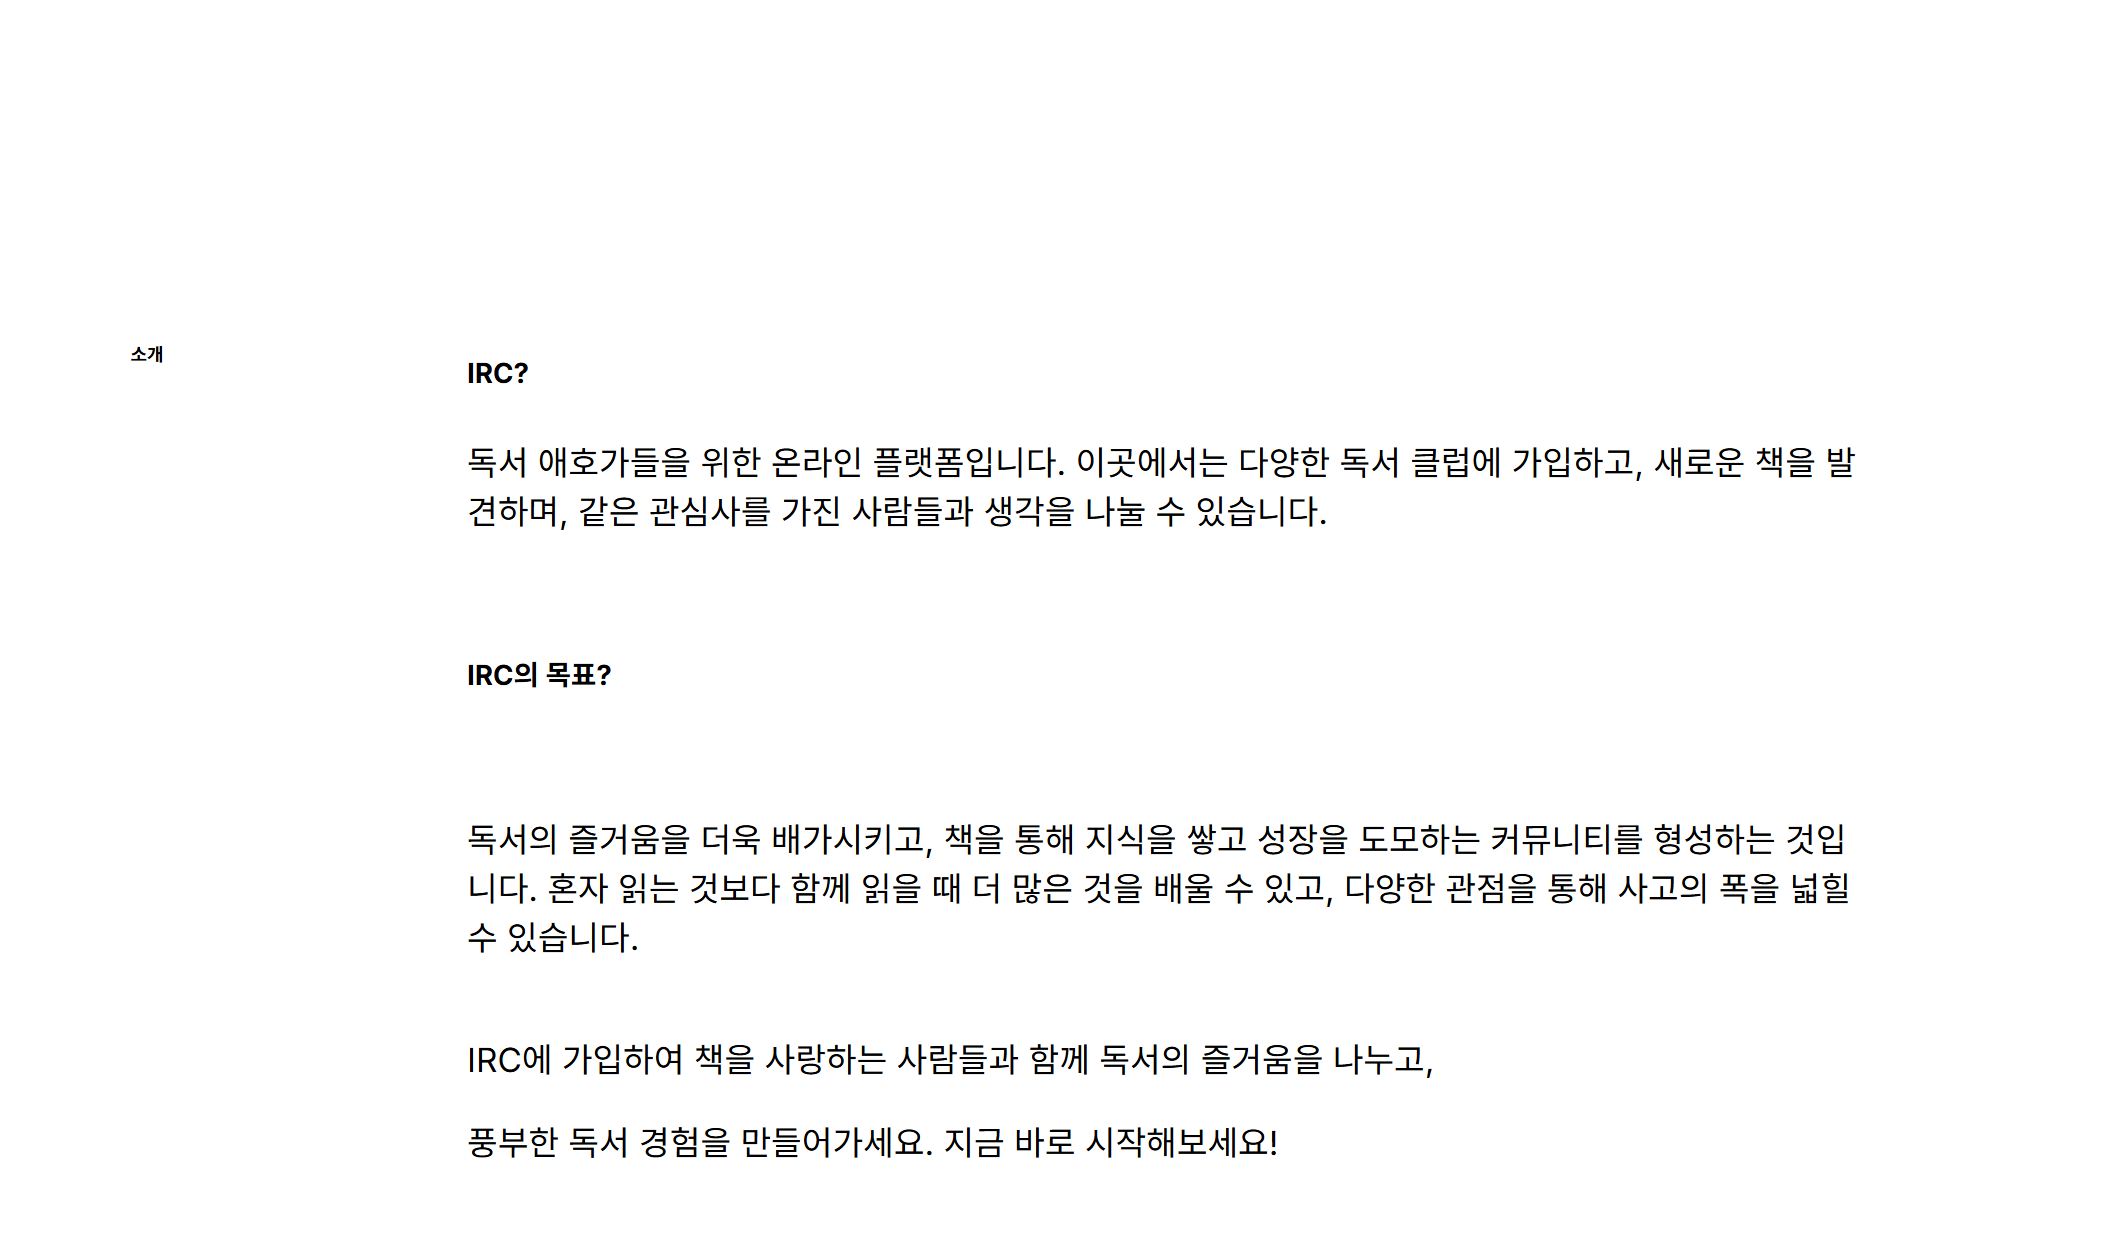 소개
IRC?
독서 애호가들을 위한 온라인 플랫폼입니다. 이곳에서는 다양한 독서 클럽에 가입하고, 새로운 책을 발
견하며, 같은 관심사를 가진 사람들과 생각을 나눌 수 있습니다.
IRC의 목표?
독서의 즐거움을 더욱 배가시키고, 책을 통해 지식을 쌓고 성장을 도모하는 커뮤니티를 형성하는 것입
니다. 혼자 읽는 것보다 함께 읽을 때 더 많은 것을 배울 수 있고, 다양한 관점을 통해 사고의 폭을 넓힐
수 있습니다.
IRC에 가입하여 책을 사랑하는 사람들과 함께 독서의 즐거움을 나누고,
풍부한 독서 경험을 만들어가세요. 지금 바로 시작해보세요!